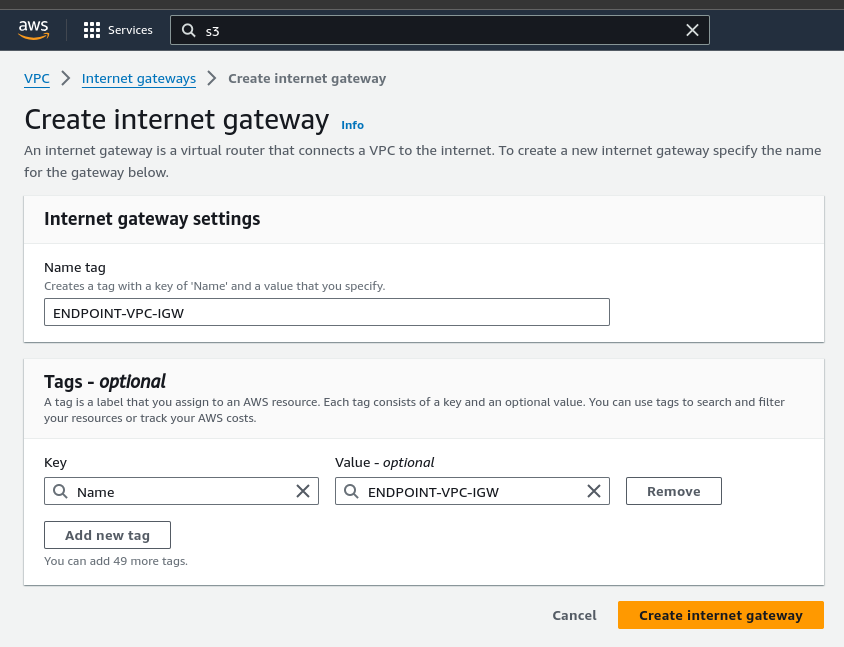 aws Services s3
VPC Internet gateways Create internet gateway
Create internet gateway Info
An internet gateway is a virtual router that connects a VPC to the internet. To create a new internet gateway specify the name
for the gateway below.
Internet gateway settings
Name tag
Creates a tag with a key of 'Name' and a value that you specify.
ENDPOINT-VPC-IGW
Tags - optional
A tag is a label that you assign to an AWS resource. Each tag consists of a key and an optional value. You can use tags to search and filter
your resources or track your AWS costs.
Key Value - optional
Name ENDPOINT-VPC-IGW Remove
Add new tag
You can add 49 more tags.
Cancel Create internet gateway